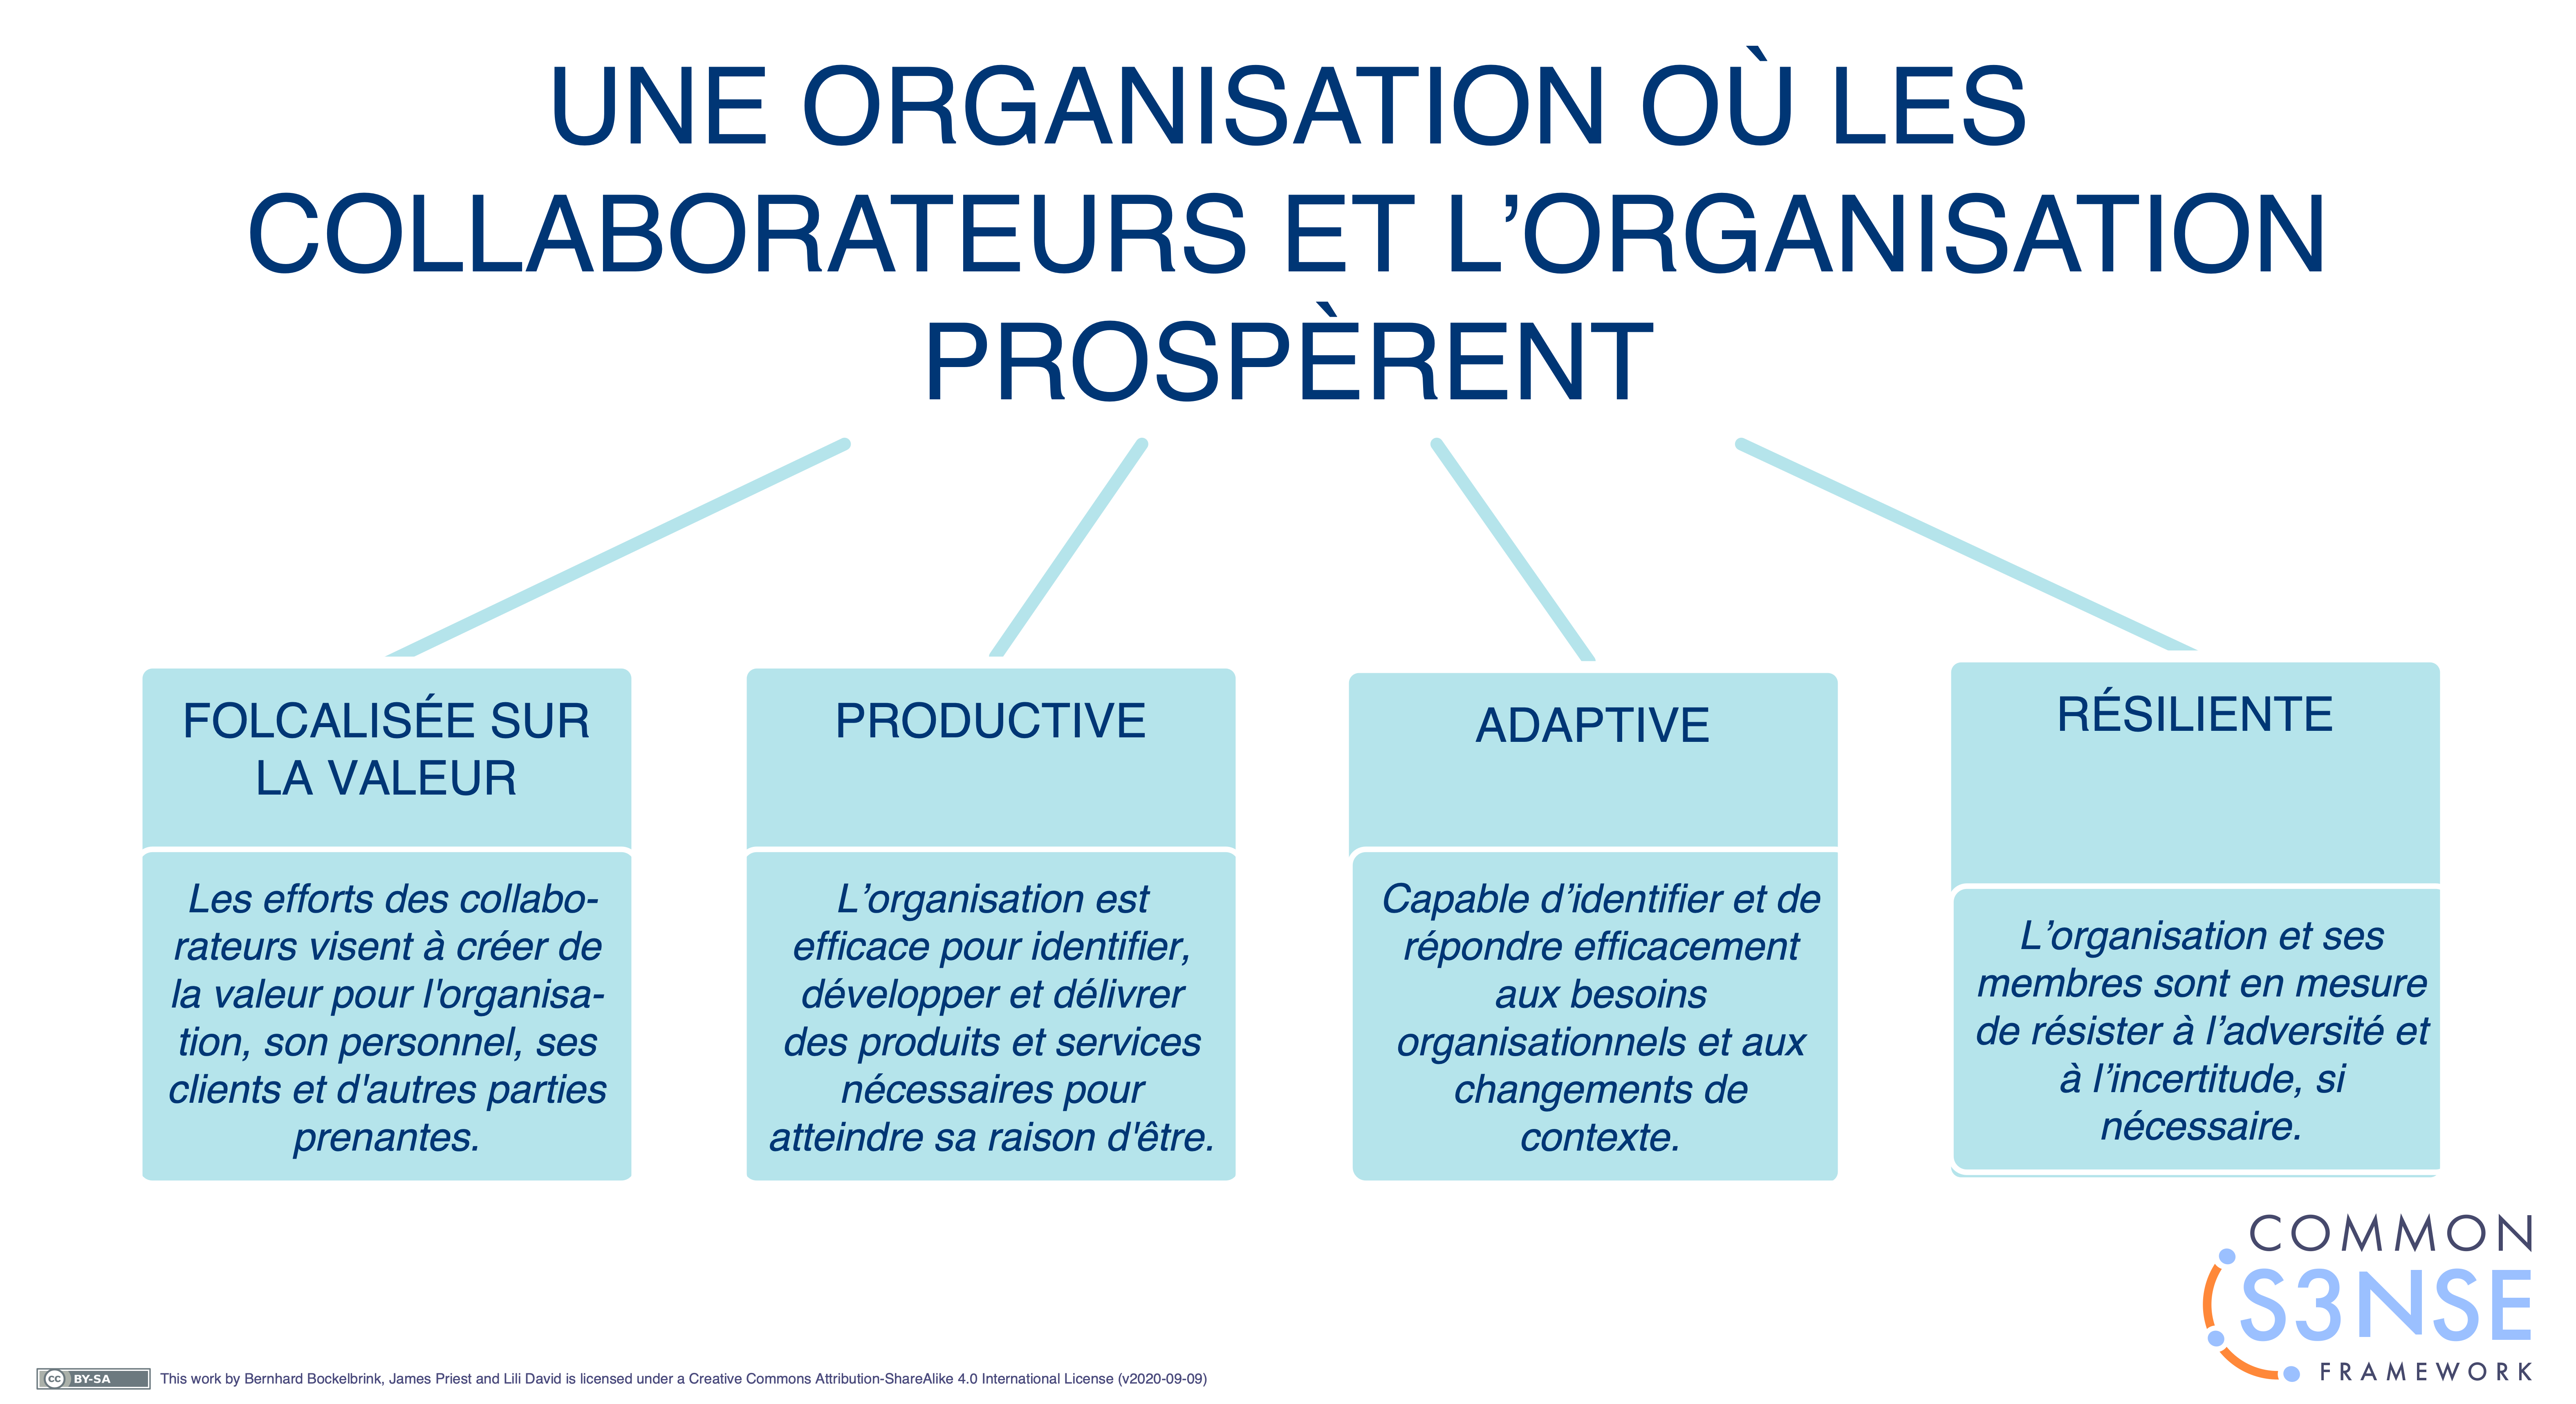 UNE ORGANISATION OÙ LES
COLLABORATEURS ET L’ORGANISATION
PROSPÈRENT
FOLCALISÉE SUR
LA VALEUR
Les efforts des collabo-
rateurs visent à créer de
la valeur pour l'organisa-
tion, son personnel, ses
clients et d'autres parties
prenantes.
PRODUCTIVE
L’organisation est
efficace pour identifier,
développer et délivrer
des produits et services
nécessaires pour
atteindre sa raison d'être.
ADAPTIVE
Capable d’identifier et de
répondre efficacement
aux besoins
organisationnels et aux
changements de
contexte.
RÉSILIENTE
L’organisation et ses
membres sont en mesure
de résister à l’adversité et
à l’incertitude, si
nécessaire.
COMMON
S3NSE
FRAMEWORK
cc BY-SA This work by Bernhard Bockelbrink, James Priest and Lili David is licensed under a Creative Commons Attribution-ShareAlike 4.0 International License (v2020-09-09)